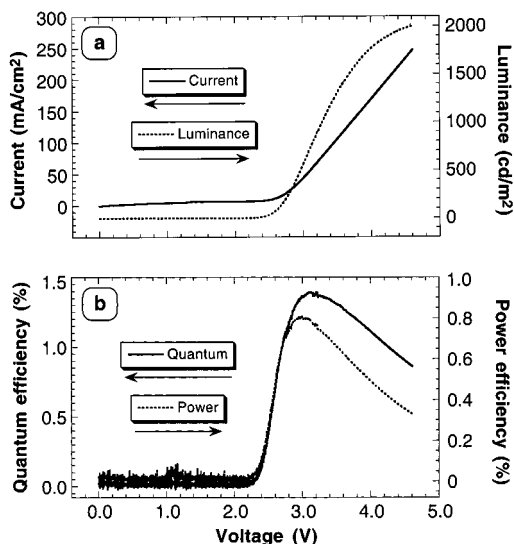 a
Current (mA/cm2)
300
250
200
150
100
50
0
Current
Luminance
2000
1500
1000
500
0
Luminance (cd/m²)
b
Quantum efficiency (%)
1.5
1.0
0.5
0.0
Quantum
Power
1.0
0.8
0.6
0.4
0.2
0
Power efficiency (%)
0.0 1.0 2.0 3.0 4.0 5.0
Voltage (V)